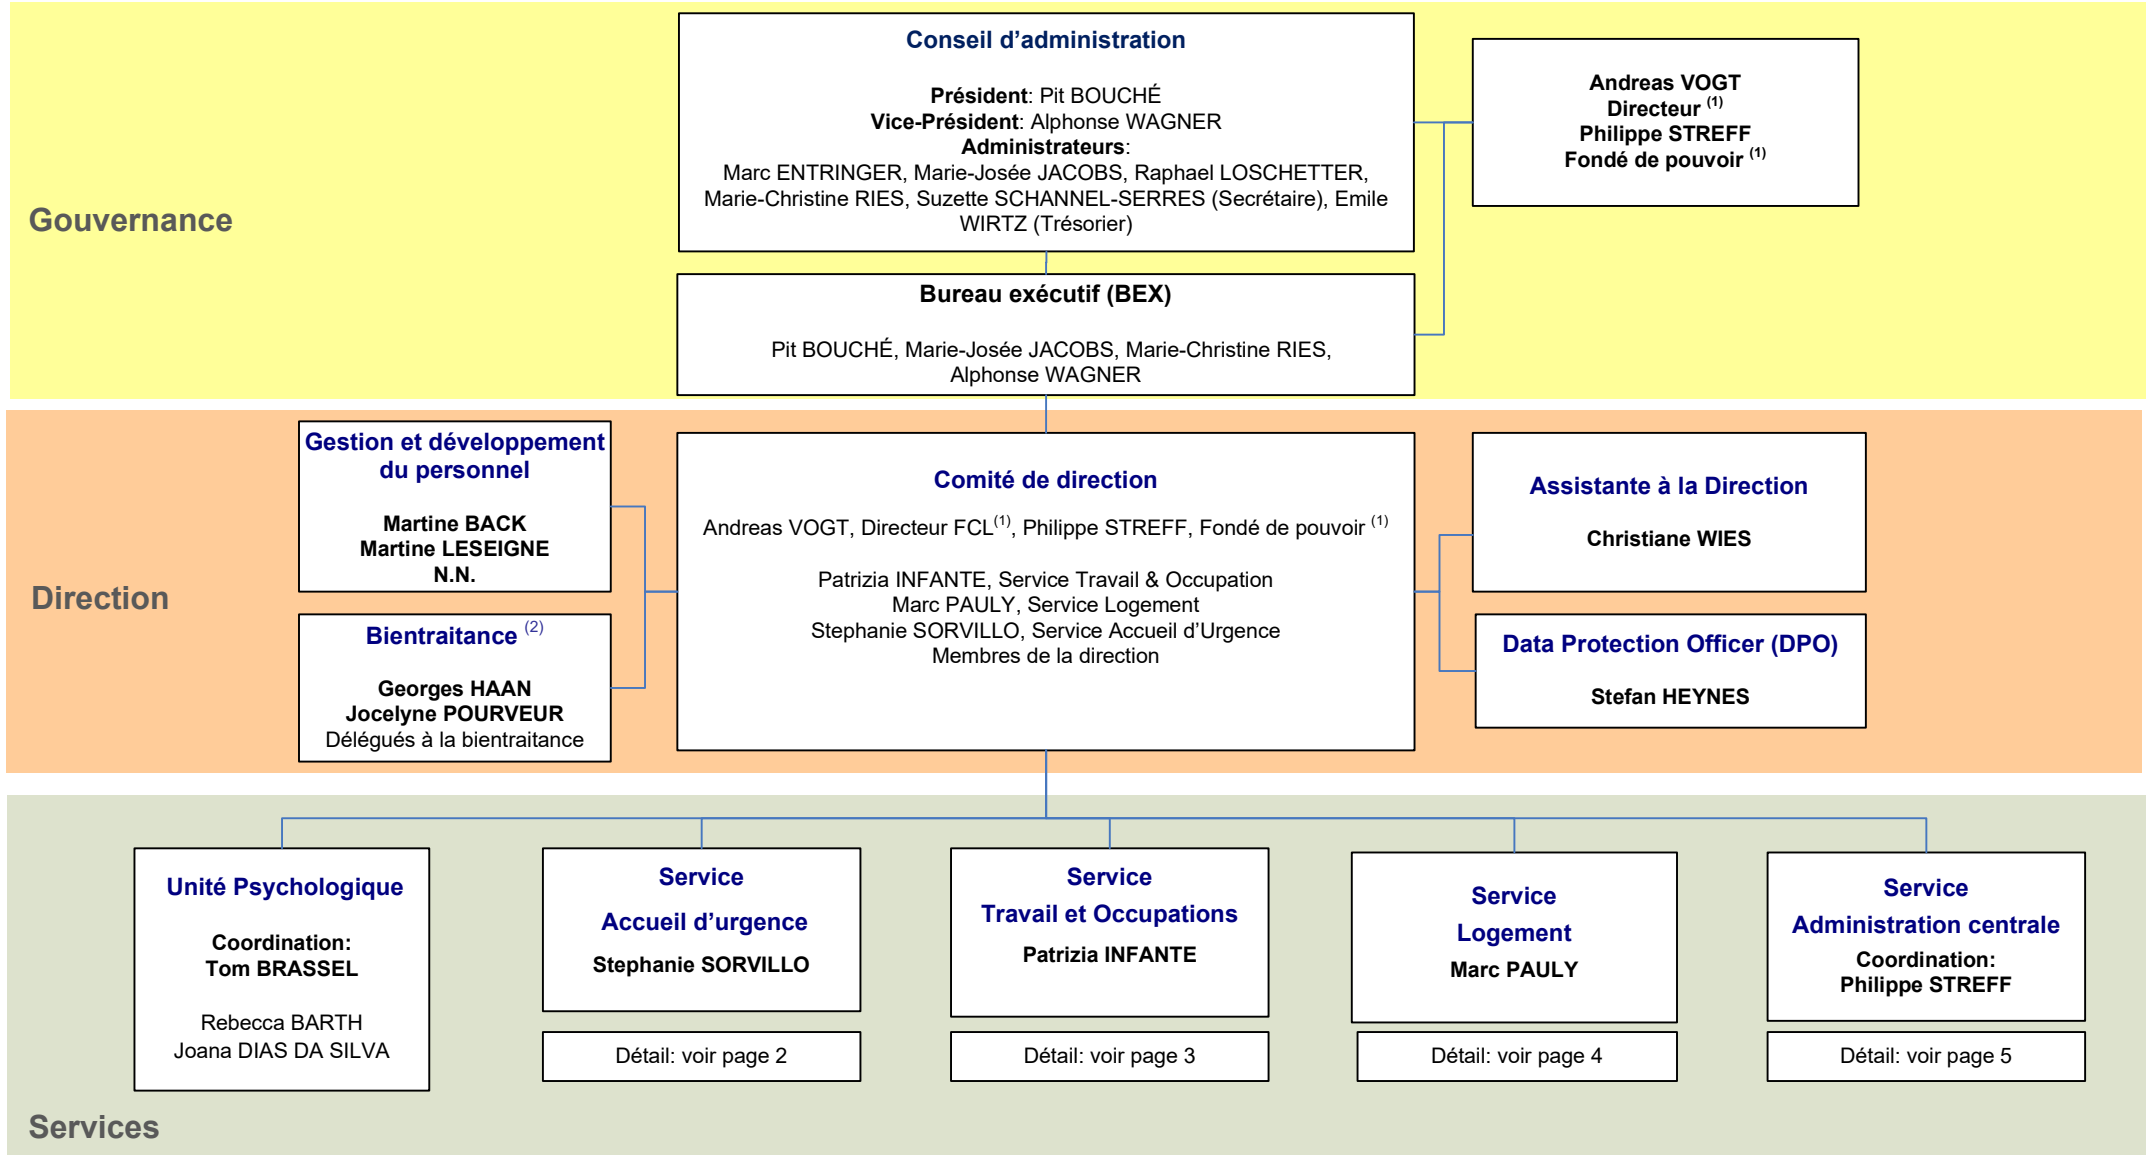 Gouvernance
Conseil d’administration
Président: Pit BOUCHÉ
Vice-Président: Alphonse WAGNER
Administrateurs:
Marc ENTRINGER, Marie-Josée JACOBS, Raphael LOSCHETTER,
Marie-Christine RIES, Suzette SCHANNEL-SERRES (Secrétaire), Emile
WIRTZ (Trésorier)
Andreas VOGT
Directeur (1)
Philippe STREFF
Fondé de pouvoir (1)
Bureau exécutif (BEX)
Pit BOUCHÉ, Marie-Josée JACOBS, Marie-Christine RIES,
Alphonse WAGNER
Direction
Gestion et développement
du personnel
Martine BACK
Martine LESEIGNE
N.N.
Bientraitance (2)
Georges HAAN
Jocelyne POURVEUR
Délégués à la bientraitance
Comité de direction
Andreas VOGT, Directeur FCL(1), Philippe STREFF, Fondé de pouvoir (1)
Patrizia INFANTE, Service Travail & Occupation
Marc PAULY, Service Logement
Stephanie SORVILLO, Service Accueil d’Urgence
Membres de la direction
Assistante à la Direction
Christiane WIES
Data Protection Officer (DPO)
Stefan HEYNES
Services
Unité Psychologique
Coordination:
Tom BRASSEL
Rebecca BARTH
Joana DIAS DA SILVA
Service
Accueil d’urgence
Stephanie SORVILLO
Détail: voir page 2
Service
Travail et Occupations
Patrizia INFANTE
Détail: voir page 3
Service
Logement
Marc PAULY
Détail: voir page 4
Service
Administration centrale
Coordination:
Philippe STREFF
Détail: voir page 5